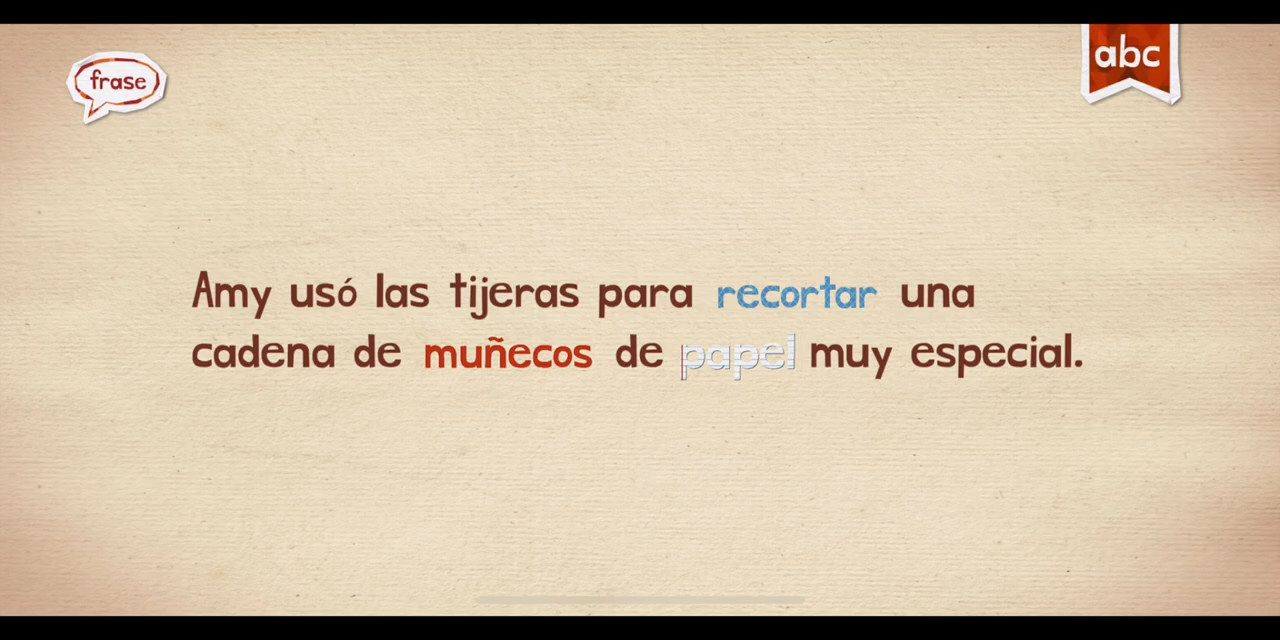 frase
abc
Amy usó las tijeras para recortar una
cadena de muñecos de papel muy especial.